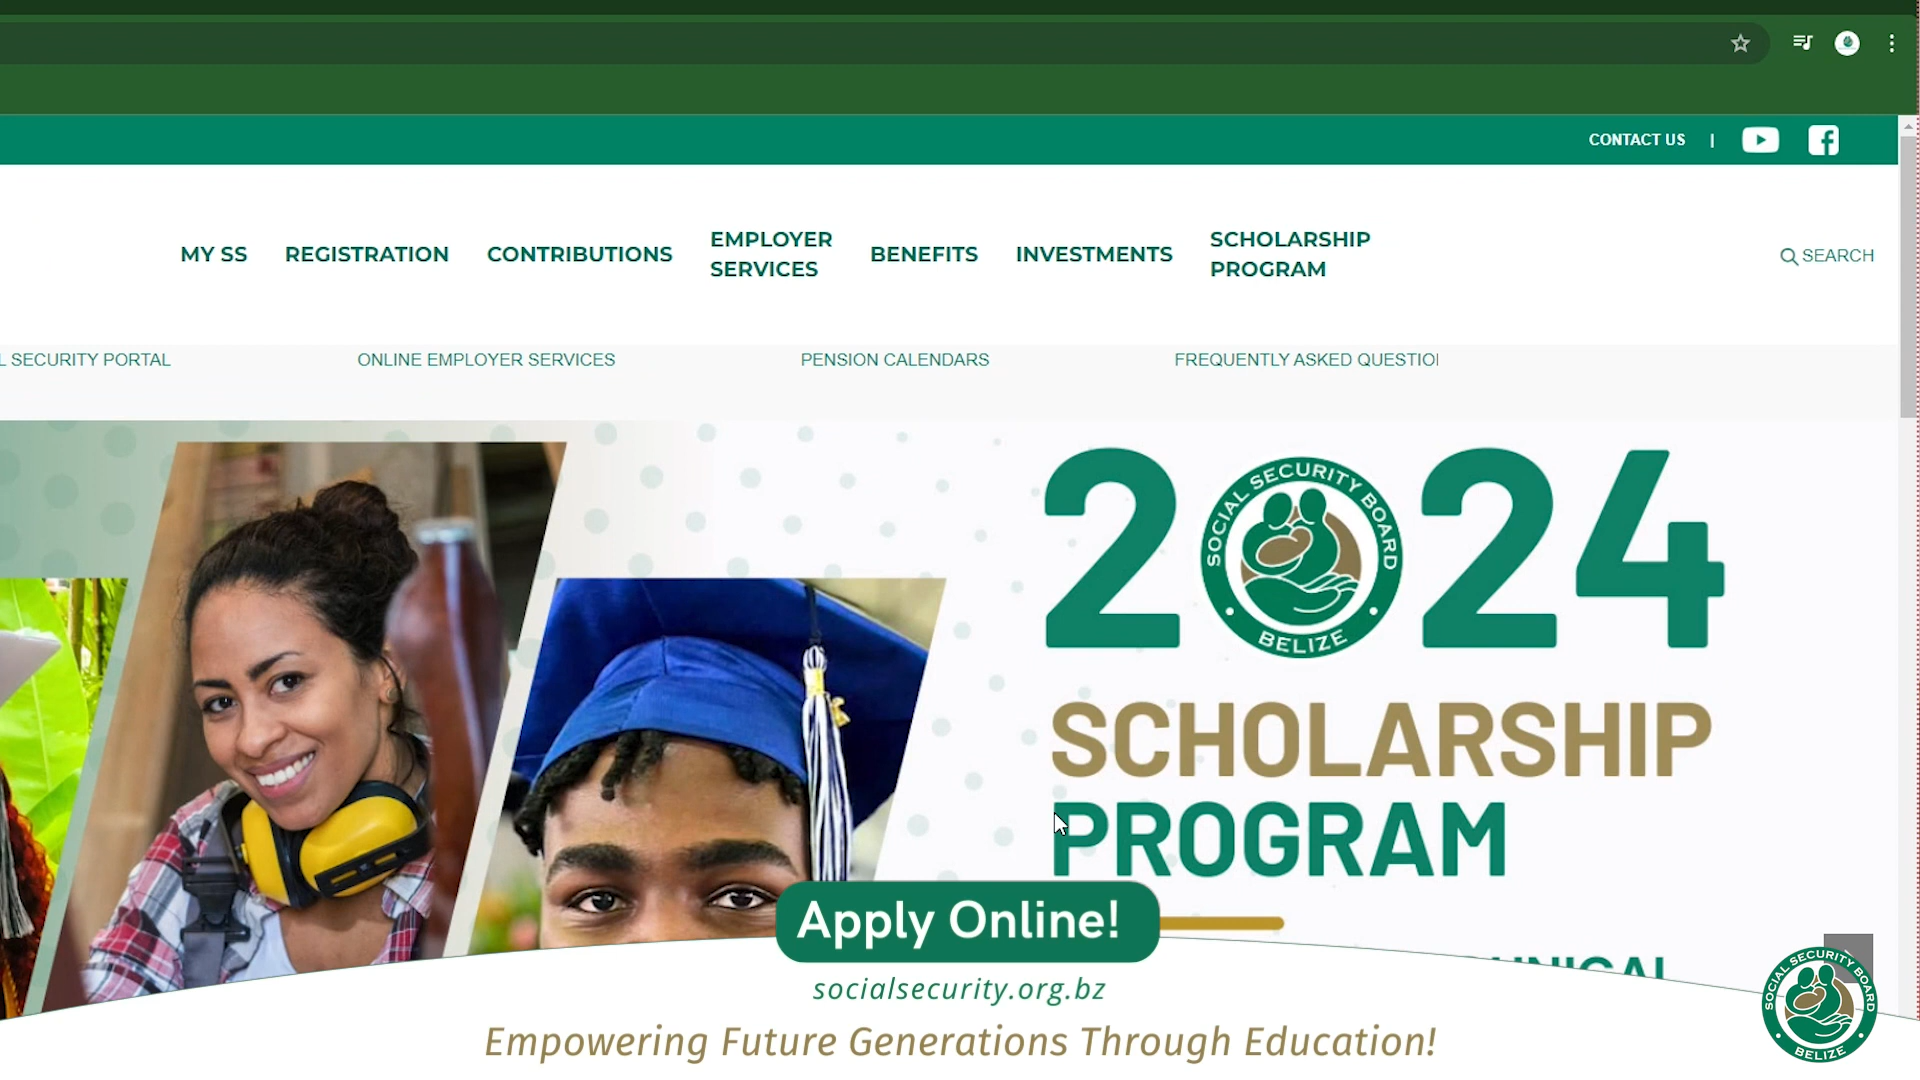 CONTACT US |
MY SS
REGISTRATION
CONTRIBUTIONS
EMPLOYER
SERVICES
BENEFITS
INVESTMENTS
SCHOLARSHIP
PROGRAM
SEARCH
L SECURITY PORTAL
ONLINE EMPLOYER SERVICES
PENSION CALENDARS
FREQUENTLY ASKED QUESTIO
2 24
SOCIAL SECURITY BOARD
BELIZE
SCHOLARSHIP
PROGRAM
Apply Online!
socialsecurity.org.bz
Empowering Future Generations Through Education!
SOCIAL SECURITY BOARD
BELIZE